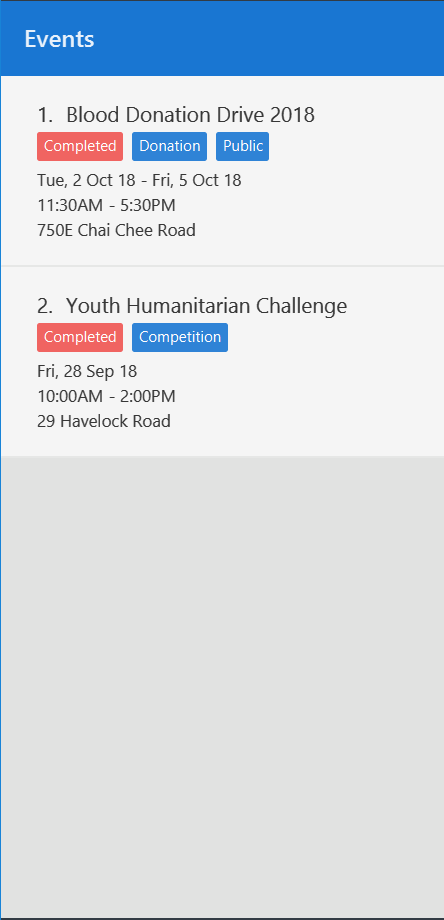 Events
1. Blood Donation Drive 2018
Completed Donation Public
Tue, 2 Oct 18 - Fri, 5 Oct 18
11:30AM - 5:30PM
750E Chai Chee Road
2. Youth Humanitarian Challenge
Completed Competition
Fri, 28 Sep 18
10:00AM - 2:00PM
29 Havelock Road